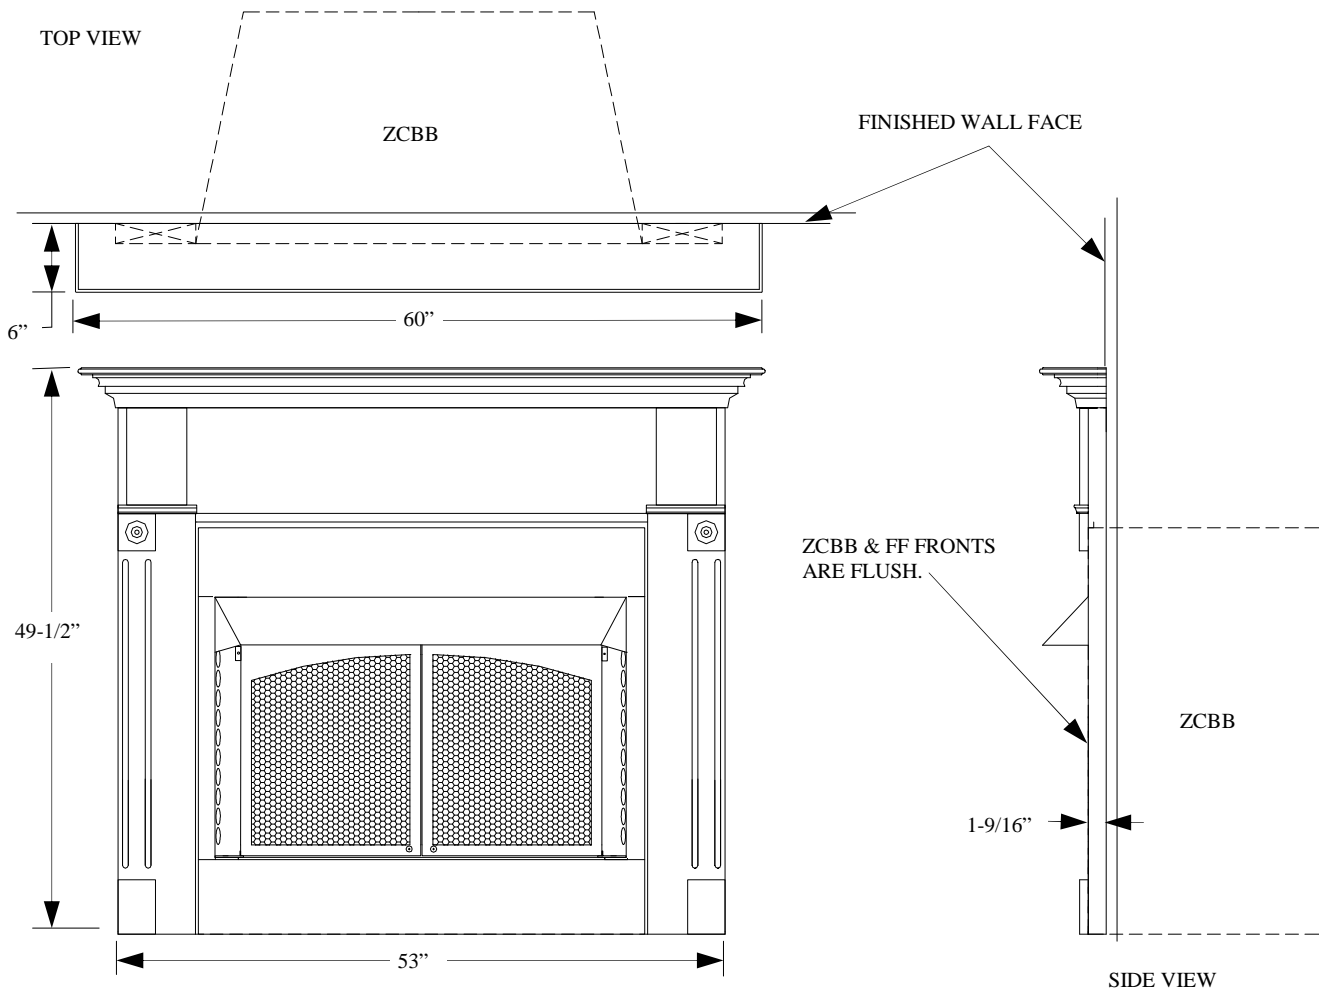 TOP VIEW
ZCBB
FINISHED WALL FACE
6”
60”
ZCBB & FF FRONTS
ARE FLUSH.
49-1/2”
ZCBB
1-9/16”
53”
SIDE VIEW